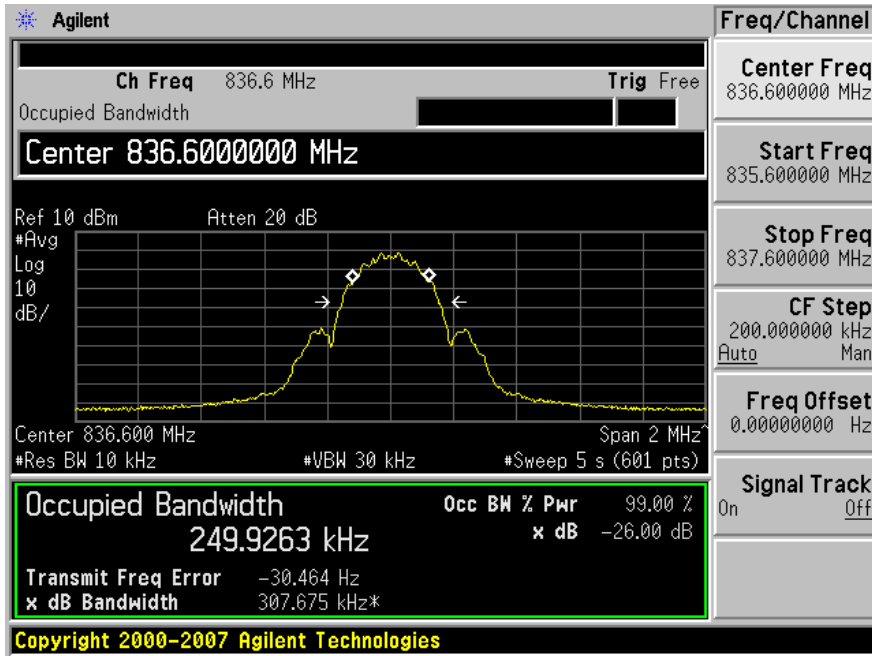 Agilent
Freq/Channel
Ch Freq 836.6 MHz Trig Free
Occupied Bandwidth
Center 836.6000000 MHz
Ref 10 dBm Atten 20 dB
#Avg
Log
10
dB/
Center 836.600 MHz Span 2 MHz^
#Res BW 10 kHz #VBW 30 kHz #Sweep 5 s (601 pts)
Occupied Bandwidth
249.9263 kHz
Occ BW % Pwr 99.00 %
x dB -26.00 dB
Transmit Freq Error -30.464 Hz
x dB Bandwidth 307.675 kHz*
Center Freq
836.600000 MHz
Start Freq
835.600000 MHz
Stop Freq
837.600000 MHz
CF Step
200.000000 kHz
Auto Man
Freq Offset
0.00000000 Hz
Signal Track
On Off
Copyright 2000-2007 Agilent Technologies